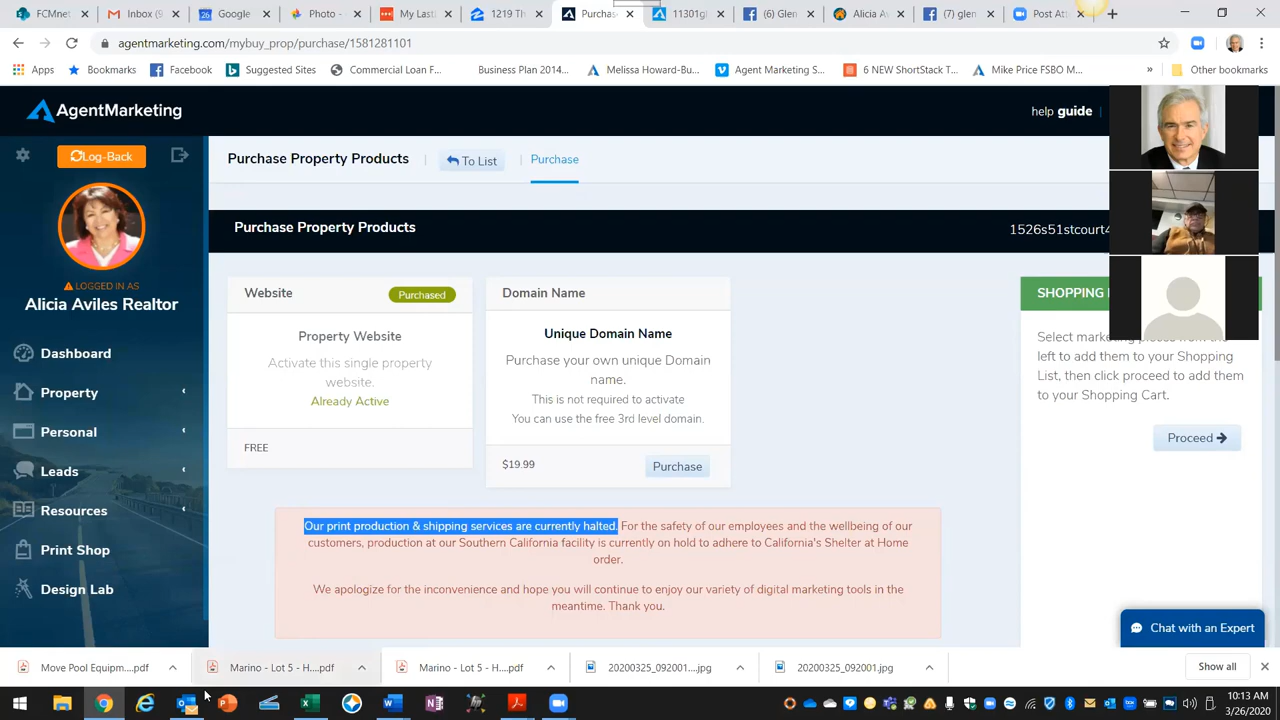 FCMnet
Inbox (9
Google
Photo -
My Lasti
1219 Th
Purchas
11301gl
(6) Glen
Alicia Av
(7) glen
Post Att
agentmarketing.com/mybuy_prop/purchase/1581281101
Apps
Bookmarks
Facebook
Suggested Sites
Commercial Loan F...
Business Plan 2014...
Melissa Howard-Bu...
Agent Marketing S...
6 NEW ShortStack T...
Mike Price FSBO M...
»
Other bookmarks
AgentMarketing
help guide
Log-Back
LOGGED IN AS
Alicia Aviles Realtor
Dashboard
Property
Personal
Leads
Resources
Print Shop
Design Lab
Purchase Property Products
To List
Purchase
Purchase Property Products
1526s51stcourt4
Website
Purchased
Property Website
Activate this single property
website.
Already Active
FREE
Domain Name
Unique Domain Name
Purchase your own unique Domain
name.
This is not required to activate
You can use the free 3rd level domain.
$19.99
Purchase
SHOPPING
Select marketing pieces from the
left to add them to your Shopping
List, then click proceed to add them
to your Shopping Cart.
Proceed
Our print production & shipping services are currently halted. For the safety of our employees and the wellbeing of our
customers, production at our Southern California facility is currently on hold to adhere to California's Shelter at Home
order.
We apologize for the inconvenience and hope you will continue to enjoy our variety of digital marketing tools in the
meantime. Thank you.
Chat with an Expert
Move Pool Equipm....pdf
Marino - Lot 5 - H....pdf
Marino - Lot 5 - H....pdf
20200325_092001....jpg
20200325_092001.jpg
Show all
10:13 AM
3/26/2020